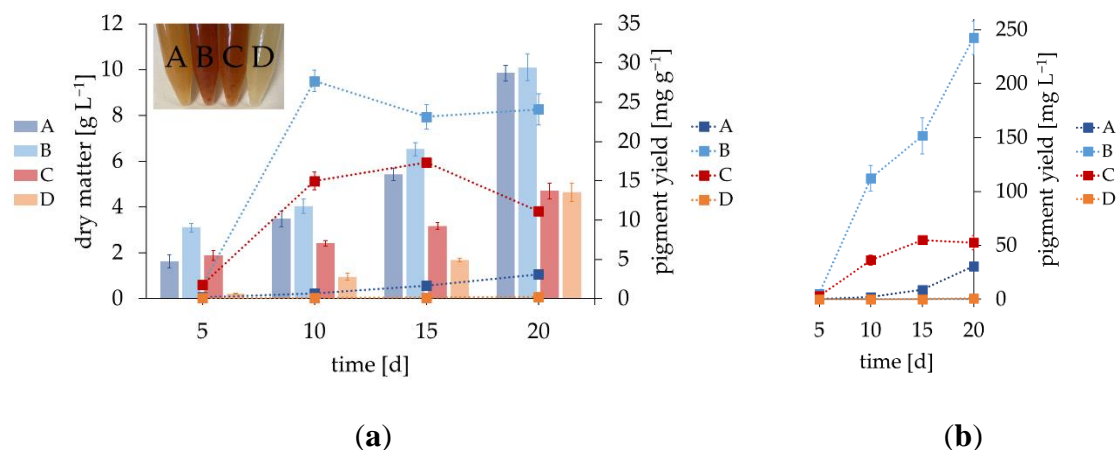 A B C D
dry matter [g L⁻¹]
12
10
8
6
4
2
0
35
30
25
20
15
10
5
0
pigment yield [mg g⁻¹]
5 10 15 20
time [d]
A
B
C
D
A
B
C
D
(a)
250
200
150
100
50
0
pigment yield [mg L⁻¹]
5 10 15 20
time [d]
A
B
C
D
(b)